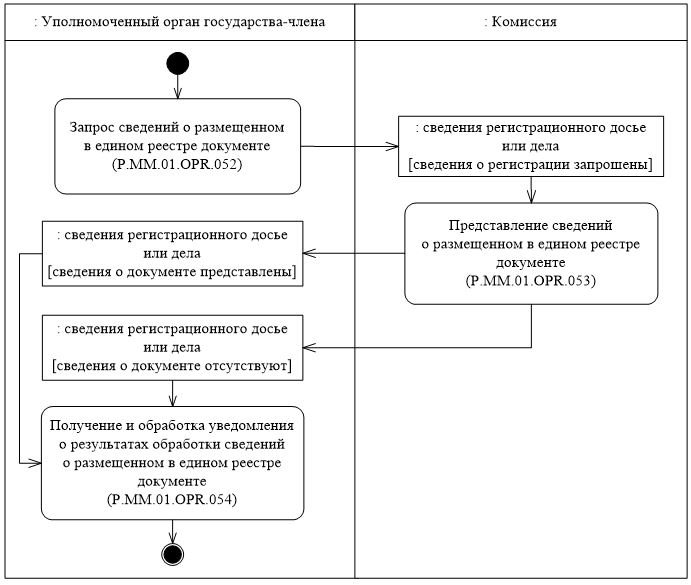 : Уполномоченный орган государства-члена
: Комиссия
Запрос сведений о размещенном
в едином реестре документе
(P.MM.01.OPR.052)
: сведения регистрационного досье
или дела
[сведения о регистрации запрошены]
Представление сведений
о размещенном в едином реестре
документе
(P.MM.01.OPR.053)
: сведения регистрационного досье
или дела
[сведения о документе представлены]
: сведения регистрационного досье
или дела
[сведения о документе отсутствуют]
Получение и обработка уведомления
о результатах обработки сведений
о размещенном в едином реестре
документе
(P.MM.01.OPR.054)